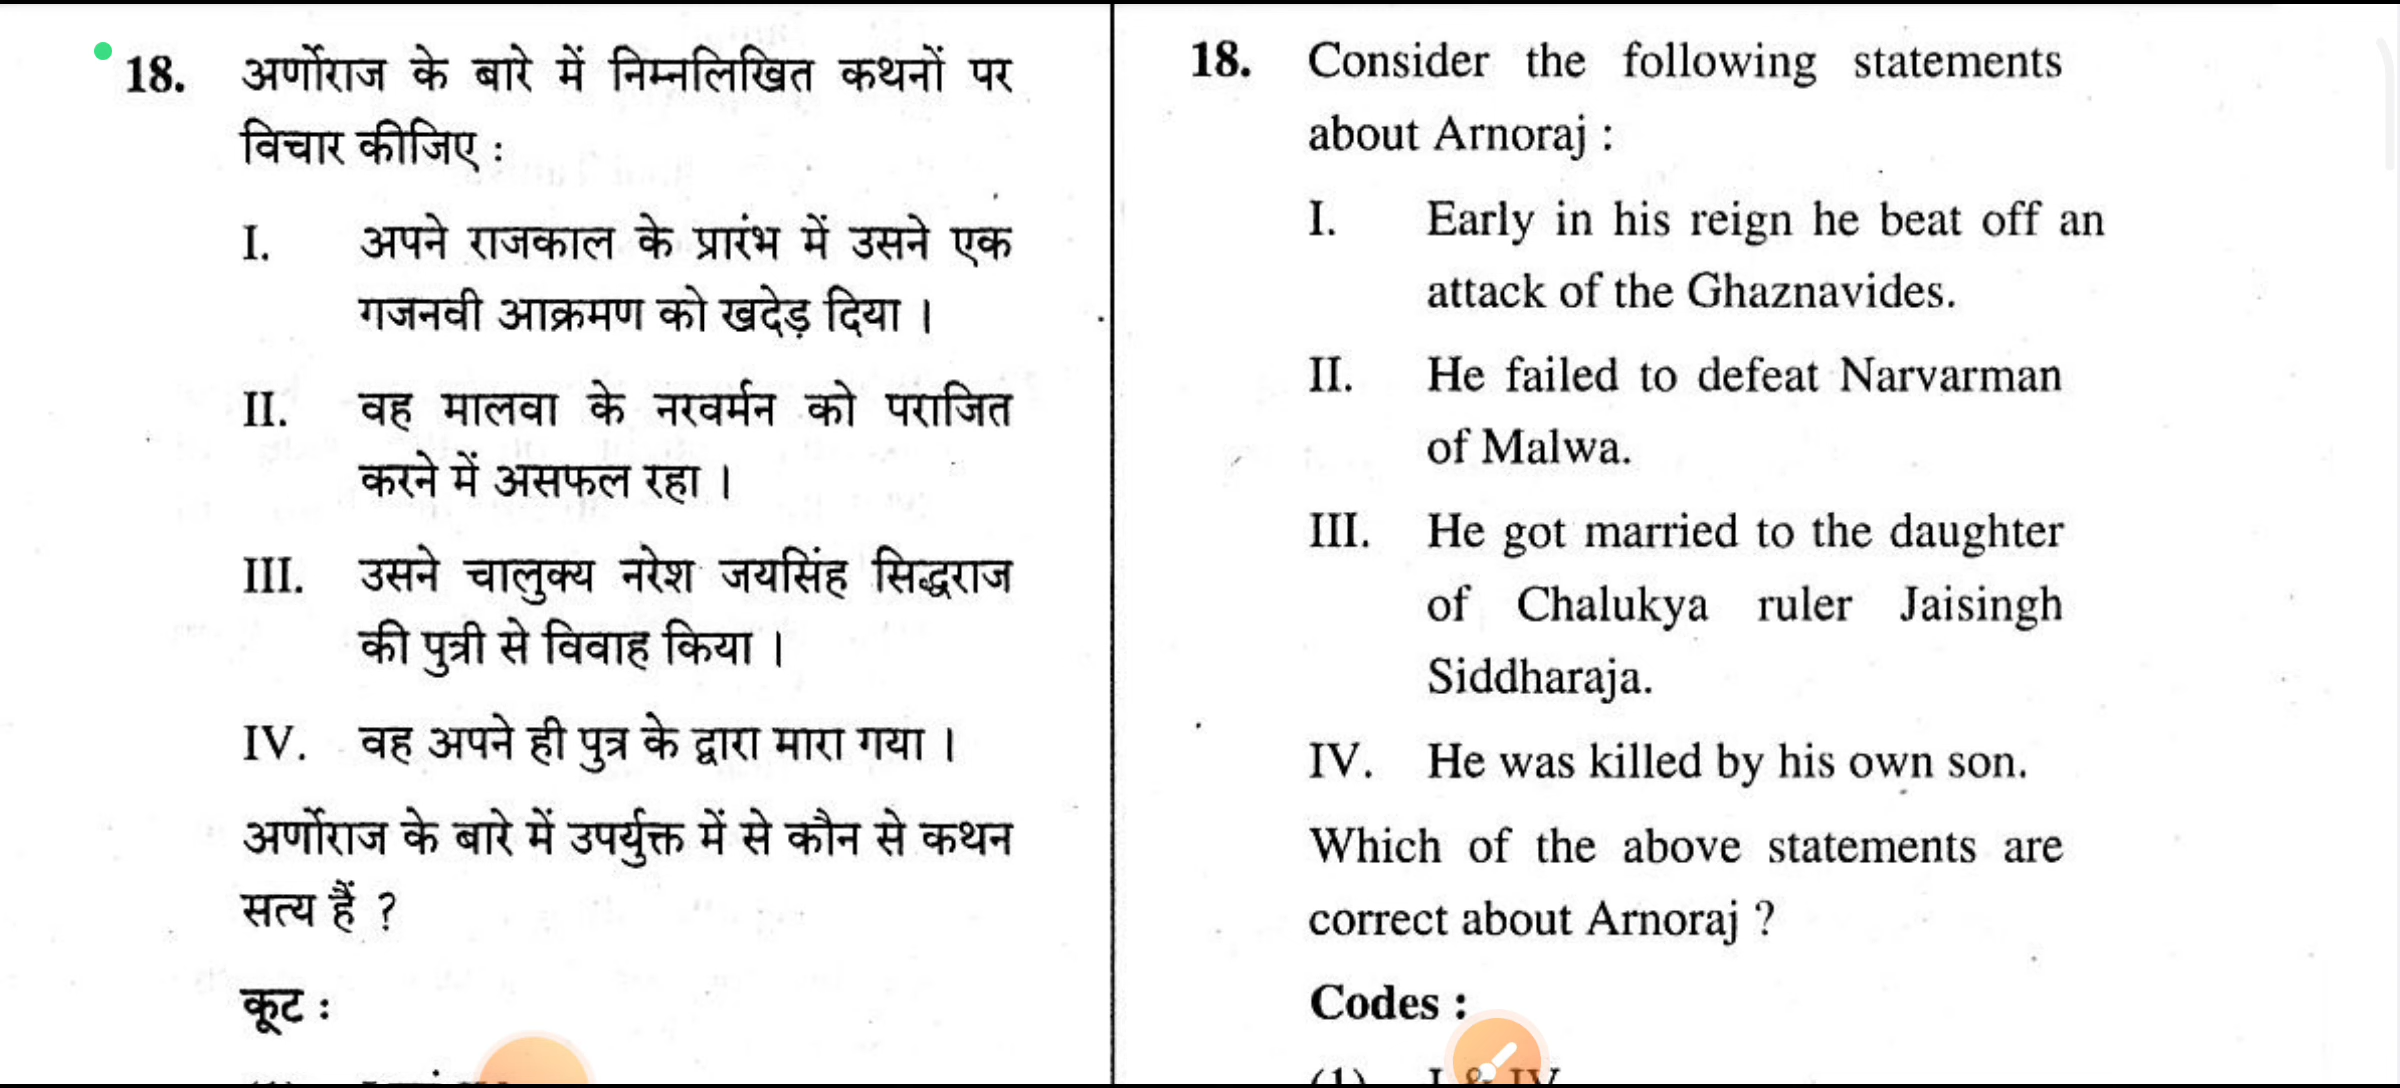 18. अर्णोराज के बारे में निम्नलिखित कथनों पर
विचार कीजिए :
I. अपने राजकाल के प्रारंभ में उसने एक
गजनवी आक्रमण को खदेड़ दिया ।
II. वह मालवा के नरवर्मन को पराजित
करने में असफल रहा ।
III. उसने चालुक्य नरेश जयसिंह सिद्धराज
की पुत्री से विवाह किया ।
IV. वह अपने ही पुत्र के द्वारा मारा गया ।
अर्णोराज के बारे में उपर्युक्त में से कौन से कथन
सत्य हैं ?
कूट :
18. Consider the following statements
about Arnoraj :
I. Early in his reign he beat off an
attack of the Ghaznavides.
II. He failed to defeat Narvarman
of Malwa.
III. He got married to the daughter
of Chalukya ruler Jaisingh
Siddharaja.
IV. He was killed by his own son.
Which of the above statements are
correct about Arnoraj ?
Codes :
(1) I & IV